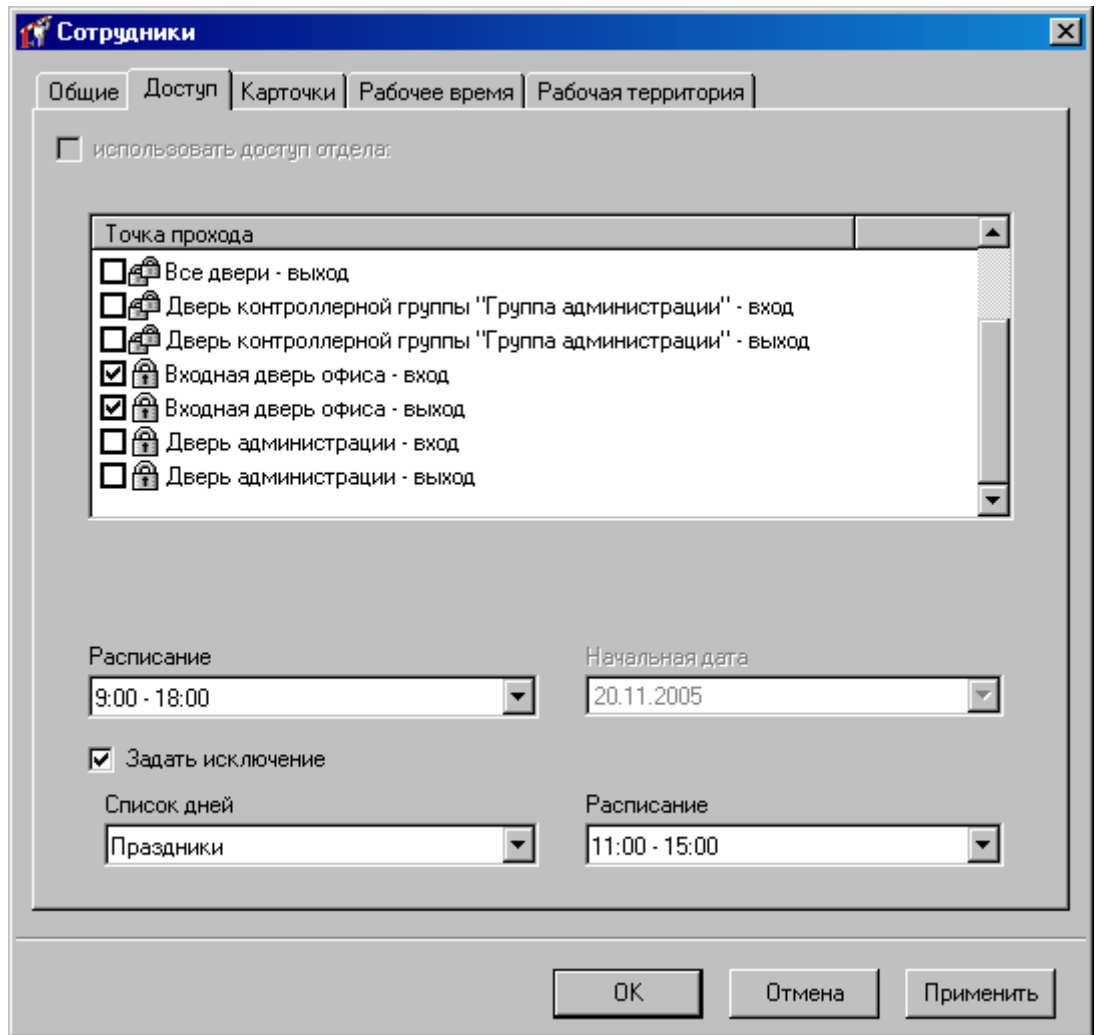 Сотрудники
Общие Доступ Карточки Рабочее время Рабочая территория
использовать доступ отдела:
Точка прохода
Все двери - выход
Дверь контроллерной группы "Группа администрации" - вход
Дверь контроллерной группы "Группа администрации" - выход
Входная дверь офиса - вход
Входная дверь офиса - выход
Дверь администрации - вход
Дверь администрации - выход
Расписание Начальная дата
9:00 - 18:00 20.11.2005
Задать исключение
Список дней Расписание
Праздники 11:00 - 15:00
OK Отмена Применить